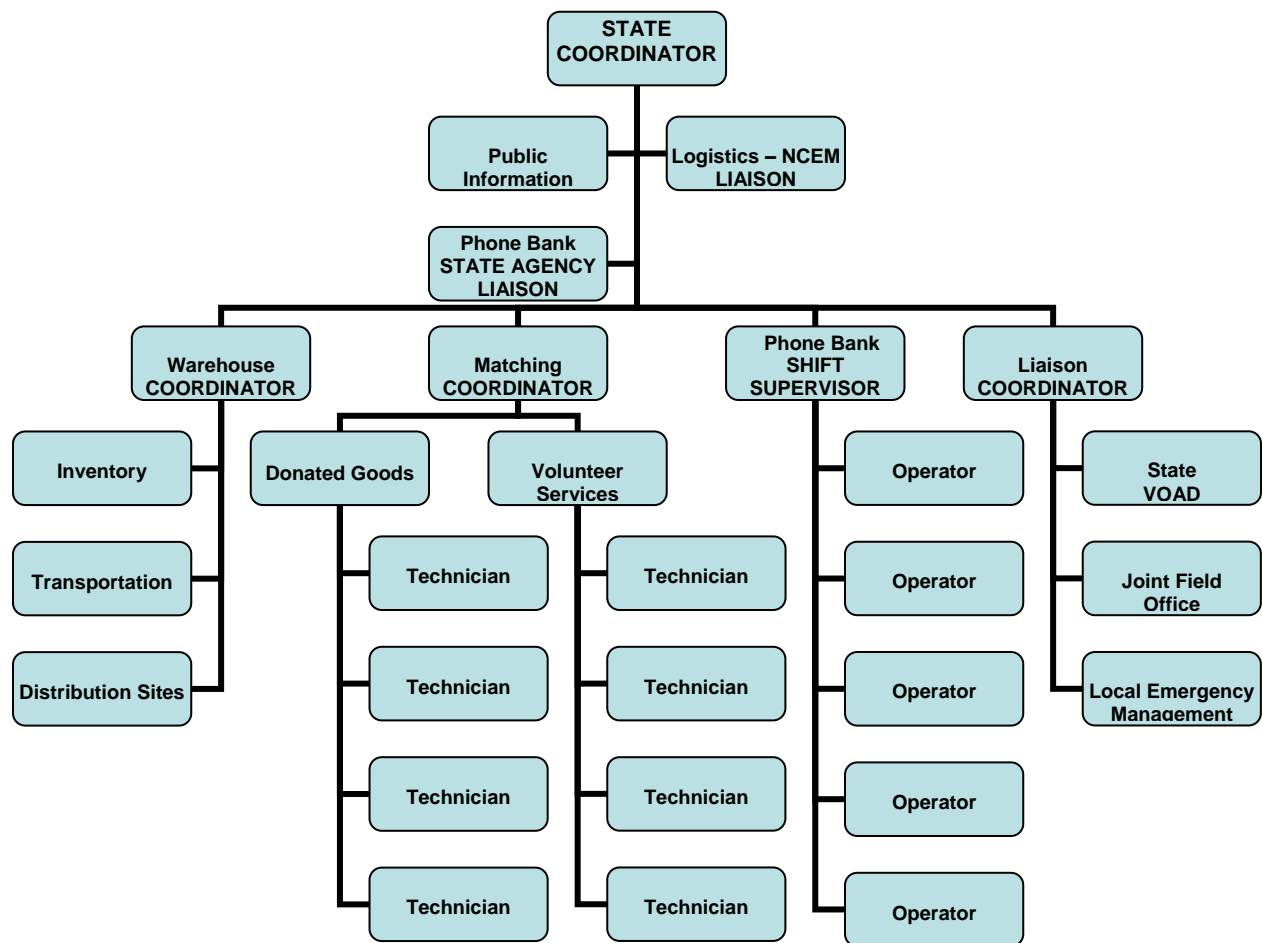 STATE
COORDINATOR
Public
Information
Logistics – NCEM
LIAISON
Phone Bank
STATE AGENCY
LIAISON
Warehouse
COORDINATOR
Matching
COORDINATOR
Phone Bank
SHIFT
SUPERVISOR
Liaison
COORDINATOR
Inventory
Donated Goods
Volunteer
Services
Operator
State
VOAD
Transportation
Technician
Technician
Operator
Joint Field
Office
Distribution Sites
Technician
Technician
Operator
Local Emergency
Management
Technician
Technician
Operator
Technician
Technician
Operator